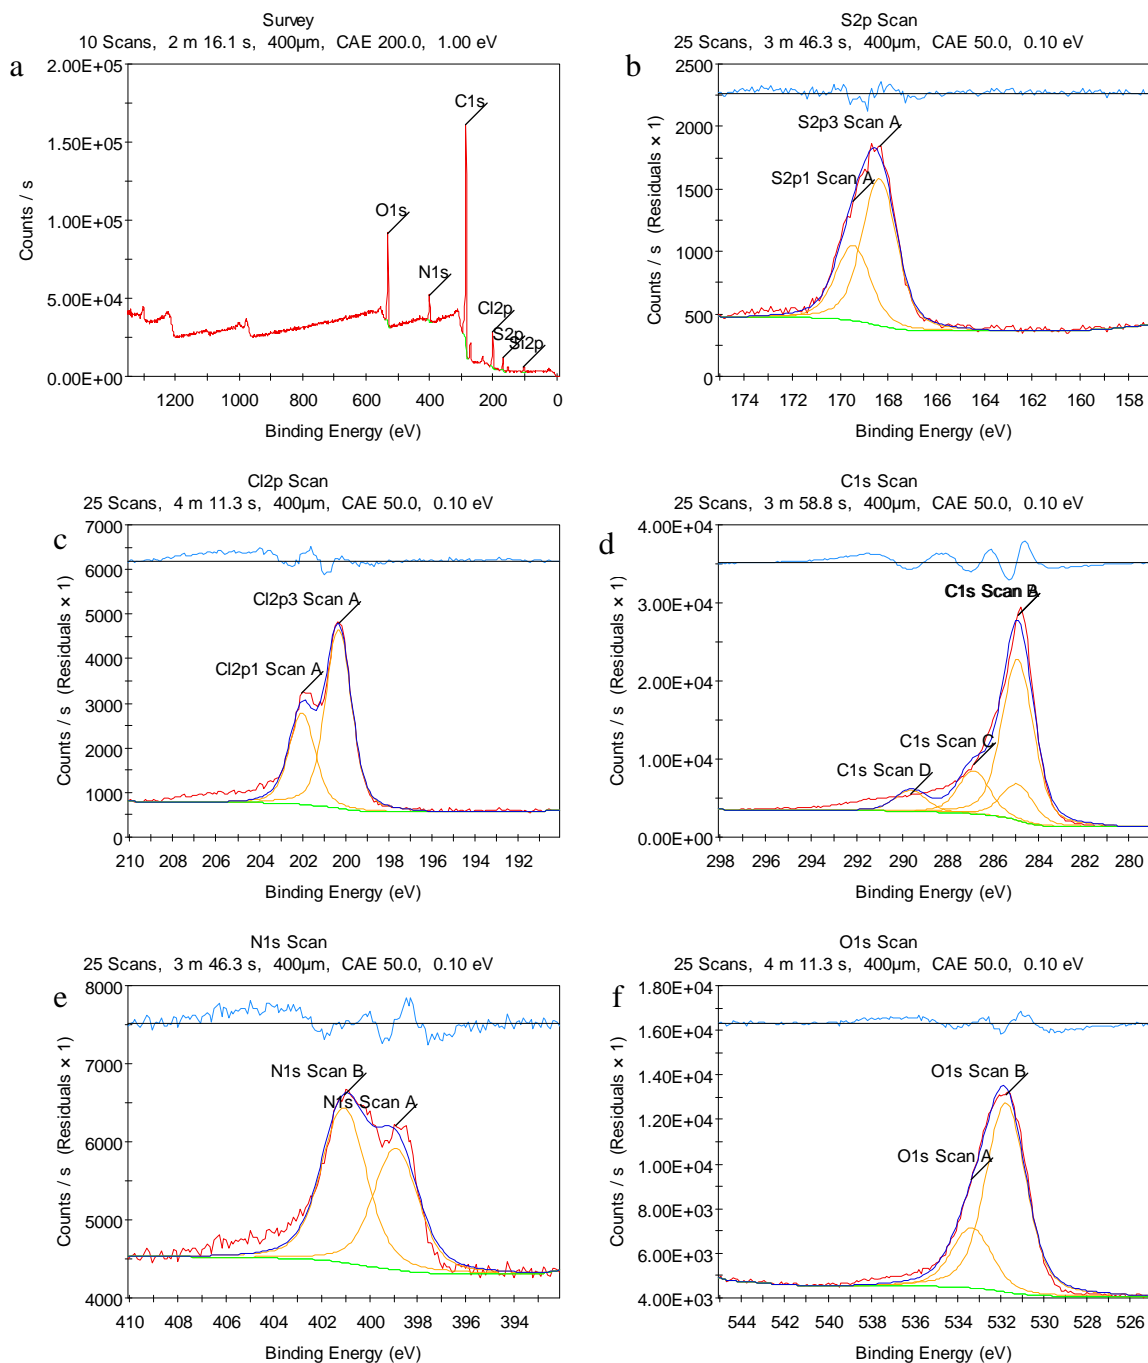 a
Survey
10 Scans, 2 m 16.1 s, 400µm, CAE 200.0, 1.00 eV
2.00E+05
1.50E+05
1.00E+05
5.00E+04
0.00E+00
Counts / s
C1s
O1s
N1s
Cl2p
S2p
Si2p
1200 1000 800 600 400 200 0
Binding Energy (eV)
b
S2p Scan
25 Scans, 3 m 46.3 s, 400µm, CAE 50.0, 0.10 eV
2500
2000
1500
1000
500
0
Counts / s (Residuals × 1)
S2p3 Scan A
S2p1 Scan A
174 172 170 168 166 164 162 160 158
Binding Energy (eV)
c
Cl2p Scan
25 Scans, 4 m 11.3 s, 400µm, CAE 50.0, 0.10 eV
7000
6000
5000
4000
3000
2000
1000
0
Counts / s (Residuals × 1)
Cl2p3 Scan A
Cl2p1 Scan A
210 208 206 204 202 200 198 196 194 192
Binding Energy (eV)
d
C1s Scan
25 Scans, 3 m 58.8 s, 400µm, CAE 50.0, 0.10 eV
4.00E+04
3.00E+04
2.00E+04
1.00E+04
0.00E+00
Counts / s (Residuals × 1)
C1s Scan A
C1s Scan B
C1s Scan C
C1s Scan D
298 296 294 292 290 288 286 284 282 280
Binding Energy (eV)
e
N1s Scan
25 Scans, 3 m 46.3 s, 400µm, CAE 50.0, 0.10 eV
8000
7000
6000
5000
4000
Counts / s (Residuals × 1)
N1s Scan B
N1s Scan A
410 408 406 404 402 400 398 396 394
Binding Energy (eV)
f
O1s Scan
25 Scans, 4 m 11.3 s, 400µm, CAE 50.0, 0.10 eV
1.80E+04
1.60E+04
1.40E+04
1.20E+04
1.00E+04
8.00E+03
6.00E+03
4.00E+03
Counts / s (Residuals × 1)
O1s Scan B
O1s Scan A
544 542 540 538 536 534 532 530 528 526
Binding Energy (eV)